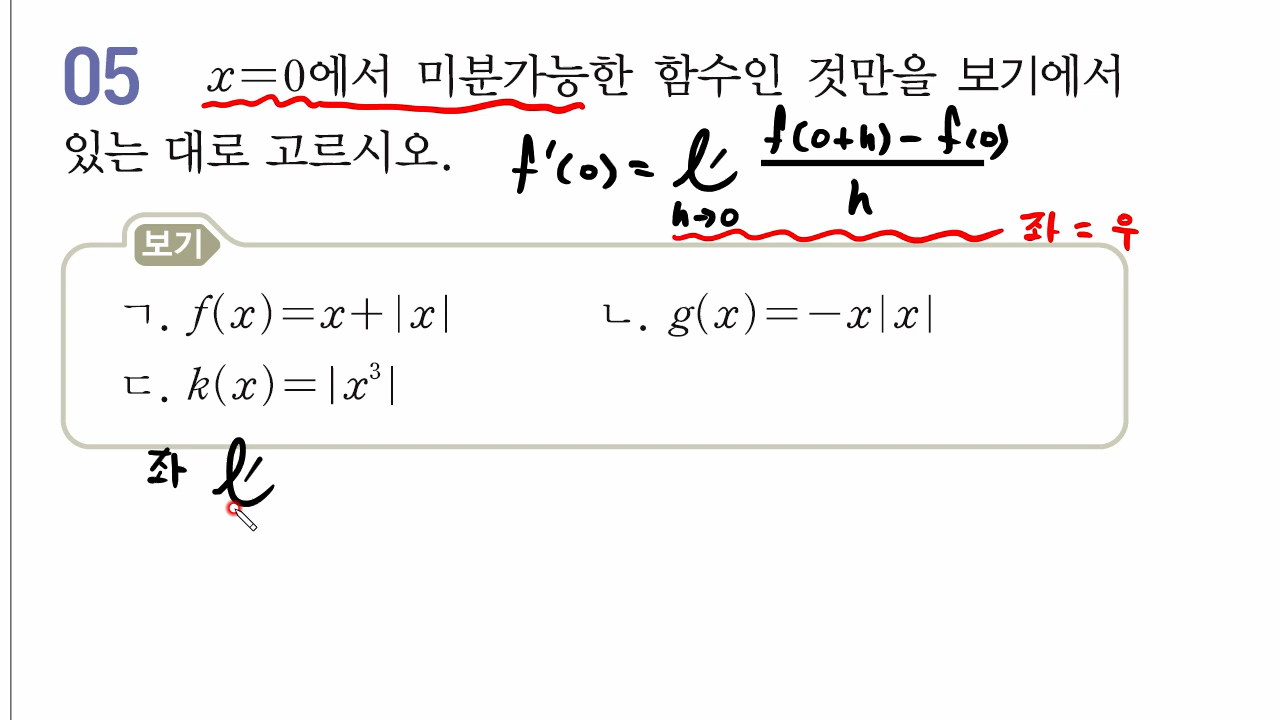 05 x=0에서 미분가능한 함수인 것만을 보기에서
있는 대로 고르시오.
f'(0) = lim h→0 f(0+h) - f(0) / h
좌 = 우
보기
ㄱ. f(x)=x+|x| ㄴ. g(x)=-x|x|
ㄷ. k(x)=|x³|
좌 lim